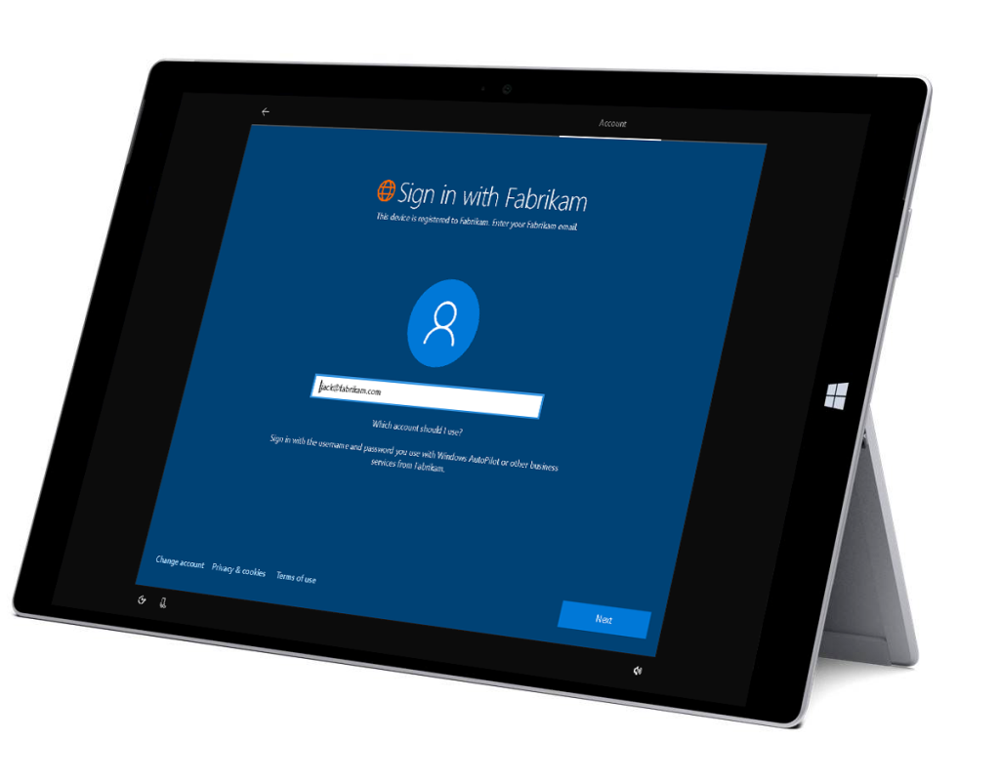 Account
Sign in with Fabrikam
This device is registered to Fabrikam. Enter your Fabrikam email.
jack@fabrikam.com
Which account should I use?
Sign in with the username and password you use with Windows AutoPilot or other business
services from Fabrikam.
Change account Privacy & cookies Terms of use
Next